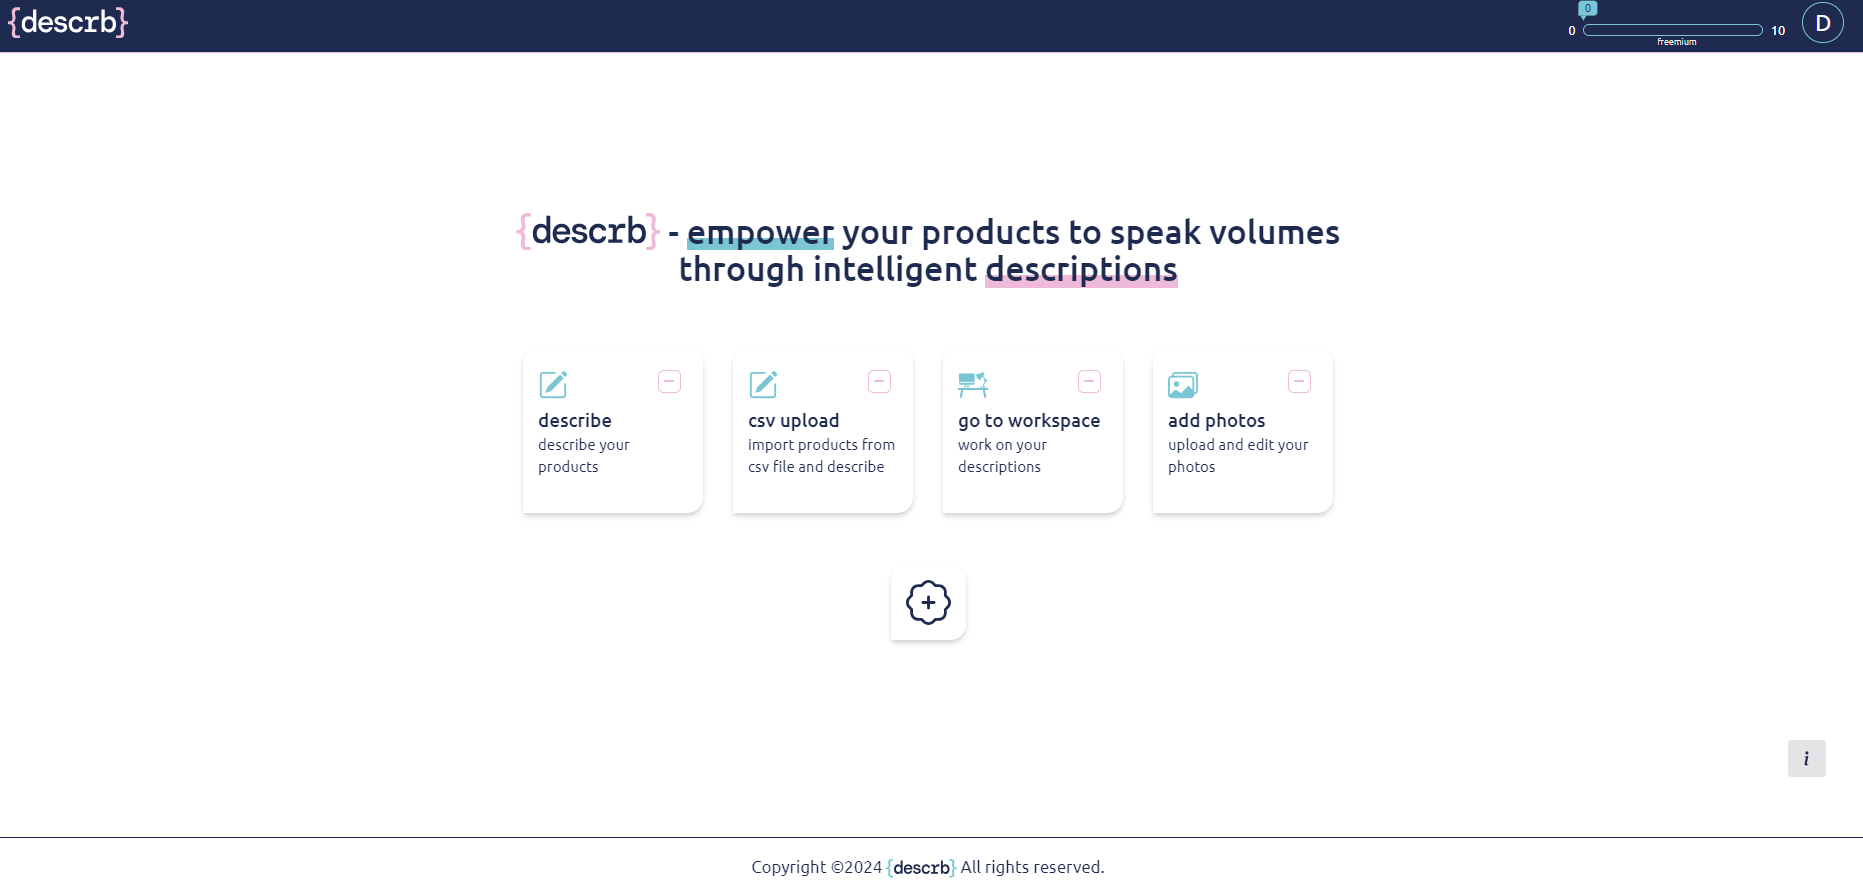 {descrb}
0
0 10
freemium
D
{descrb} - empower your products to speak volumes
through intelligent descriptions
describe
describe your
products
csv upload
import products from
csv file and describe
go to workspace
work on your
descriptions
add photos
upload and edit your
photos
i
Copyright ©2024 {descrb} All rights reserved.